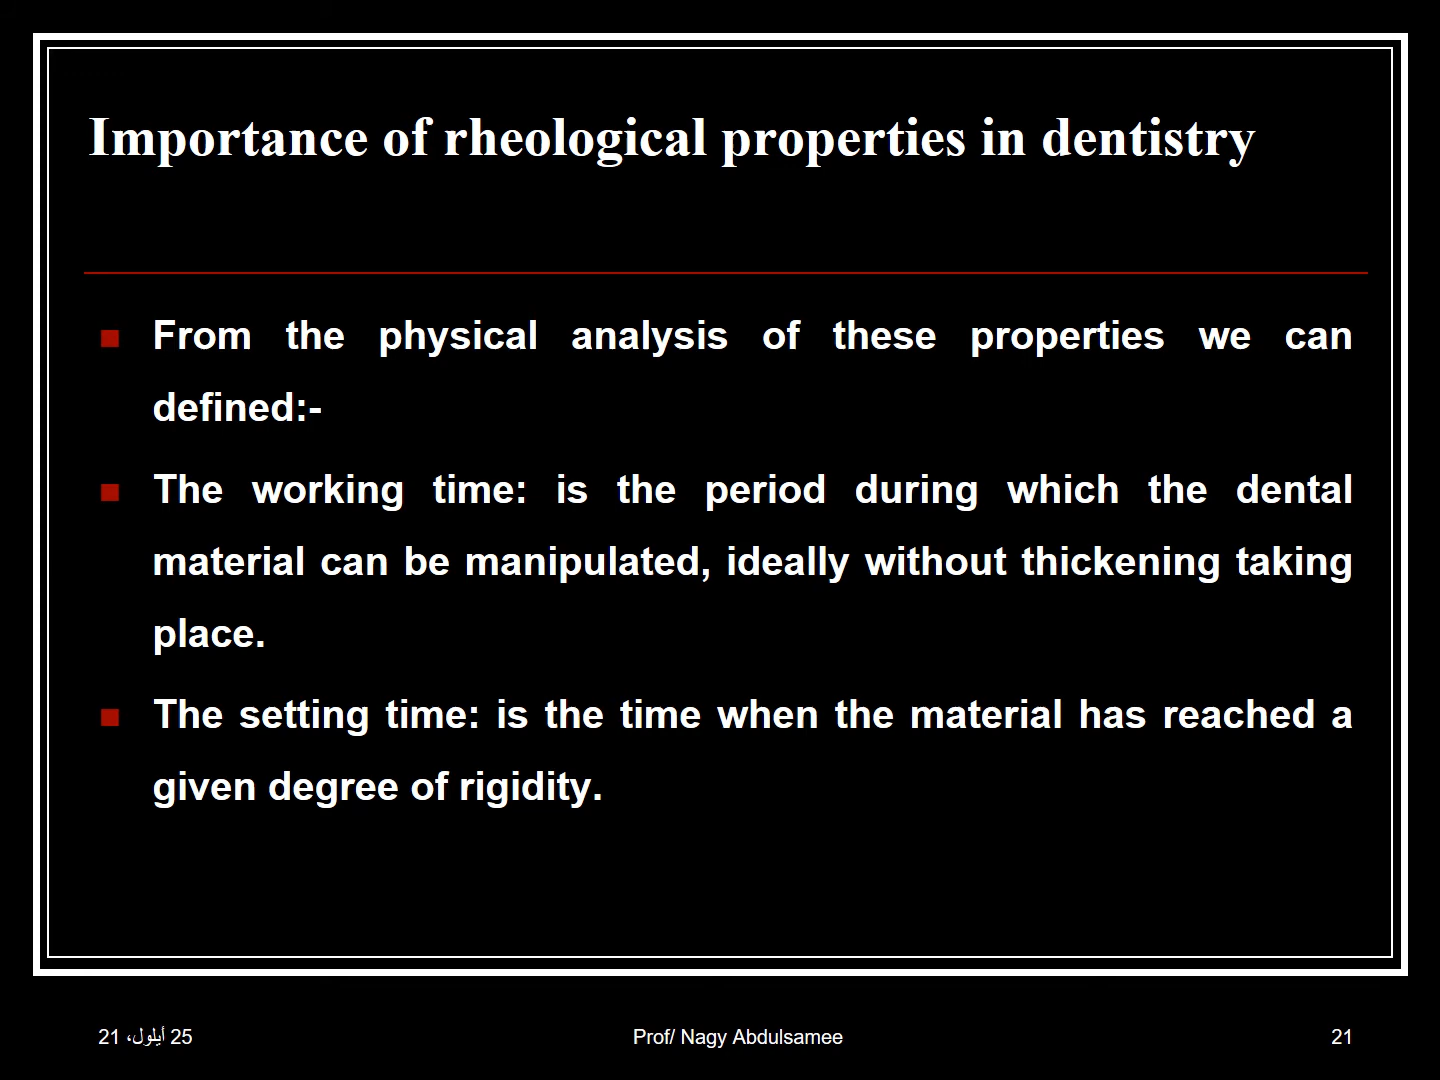 Importance of rheological properties in dentistry
From the physical analysis of these properties we can
defined:-
The working time: is the period during which the dental
material can be manipulated, ideally without thickening taking
place.
The setting time: is the time when the material has reached a
given degree of rigidity.
25 أيلول، 21
Prof/ Nagy Abdulsamee
21